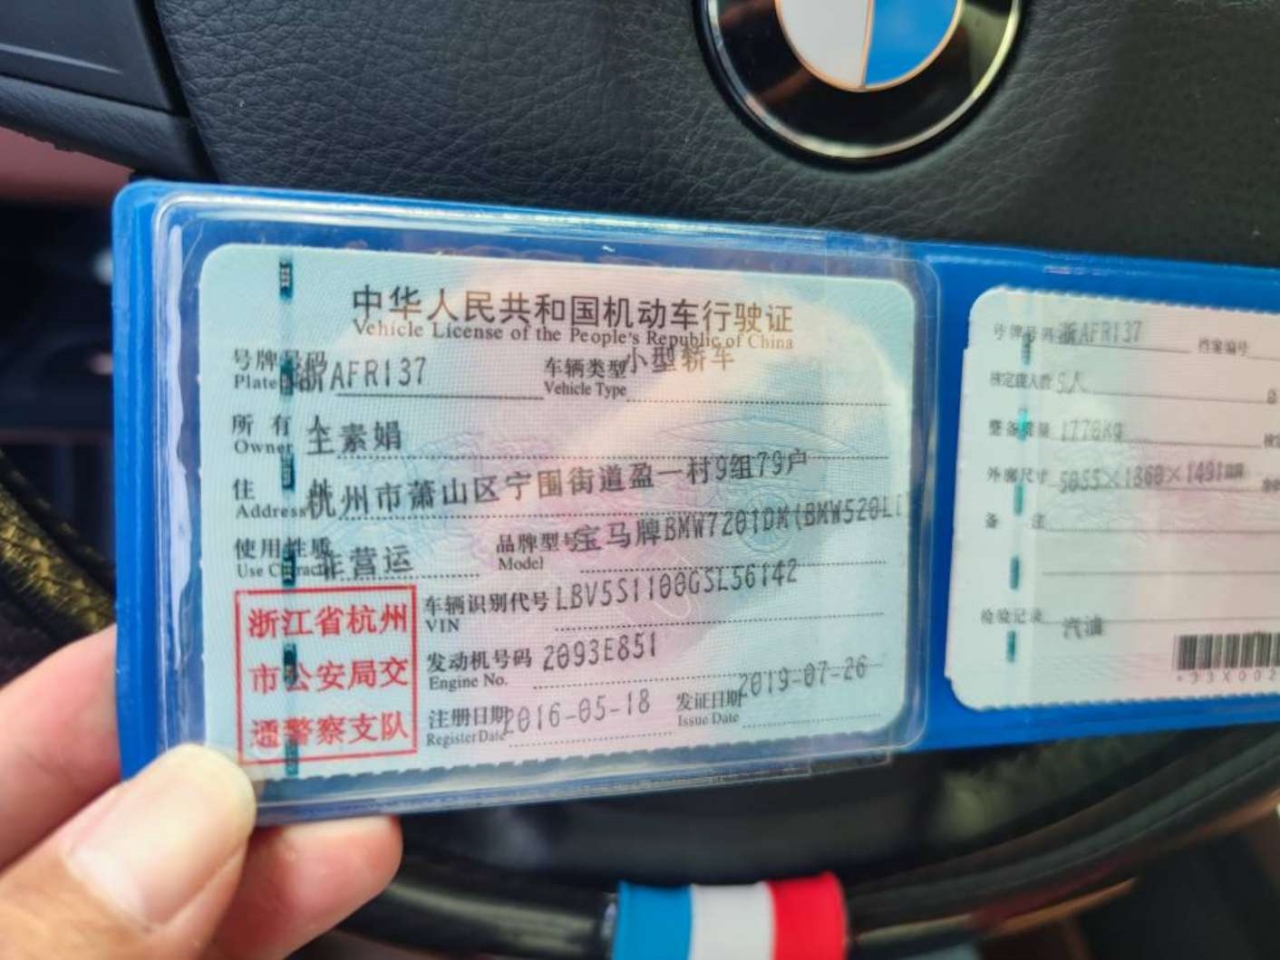 中华人民共和国机动车行驶证
Vehicle License of the People's Republic of China
号牌号码 浙AFR137 车辆类型 小型轿车
Plate Vehicle Type
所有人 王素娟
Owner
住 杭州市萧山区宁围街道盈一村9组79户
Address
使用性质 非营运 品牌型号 宝马牌BMW7201DX(BMW520LI
Use Character Model
浙江省杭州
市公安局交
通警察支队
车辆识别代号 LBV5S1100GSL56142
VIN
发动机号码 2093E851
Engine No.
注册日期 2016-05-18 发证日期 2019-07-26
Register Date Issue Date
号牌号码 浙AFR137 档案编号
核定载人数 5人
整备质量 1770kg
外廓尺寸 5055×1860×1491mm
备 注
检验记录 汽油